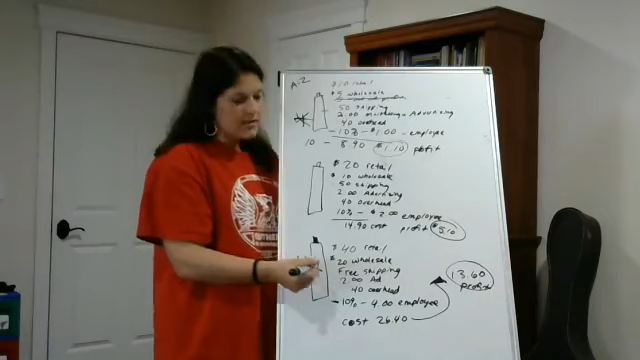 A-Z
$10 retail
$5 wholesale
50 shipping
2.00 Advertising
40 overhead
- 10% - $1.00 - employee
10 - 8.90 $1.10 profit
$20 retail
$10 wholesale
50 shipping
2.00 Advertising
40 overhead
10% - $2.00 employee
14.90 cost profit $5.10
$40 retail
$20 wholesale
Free shipping
2.00 Ad
40 overhead
- 10% - 4.00 employee
cost 26.40
13.60
profit